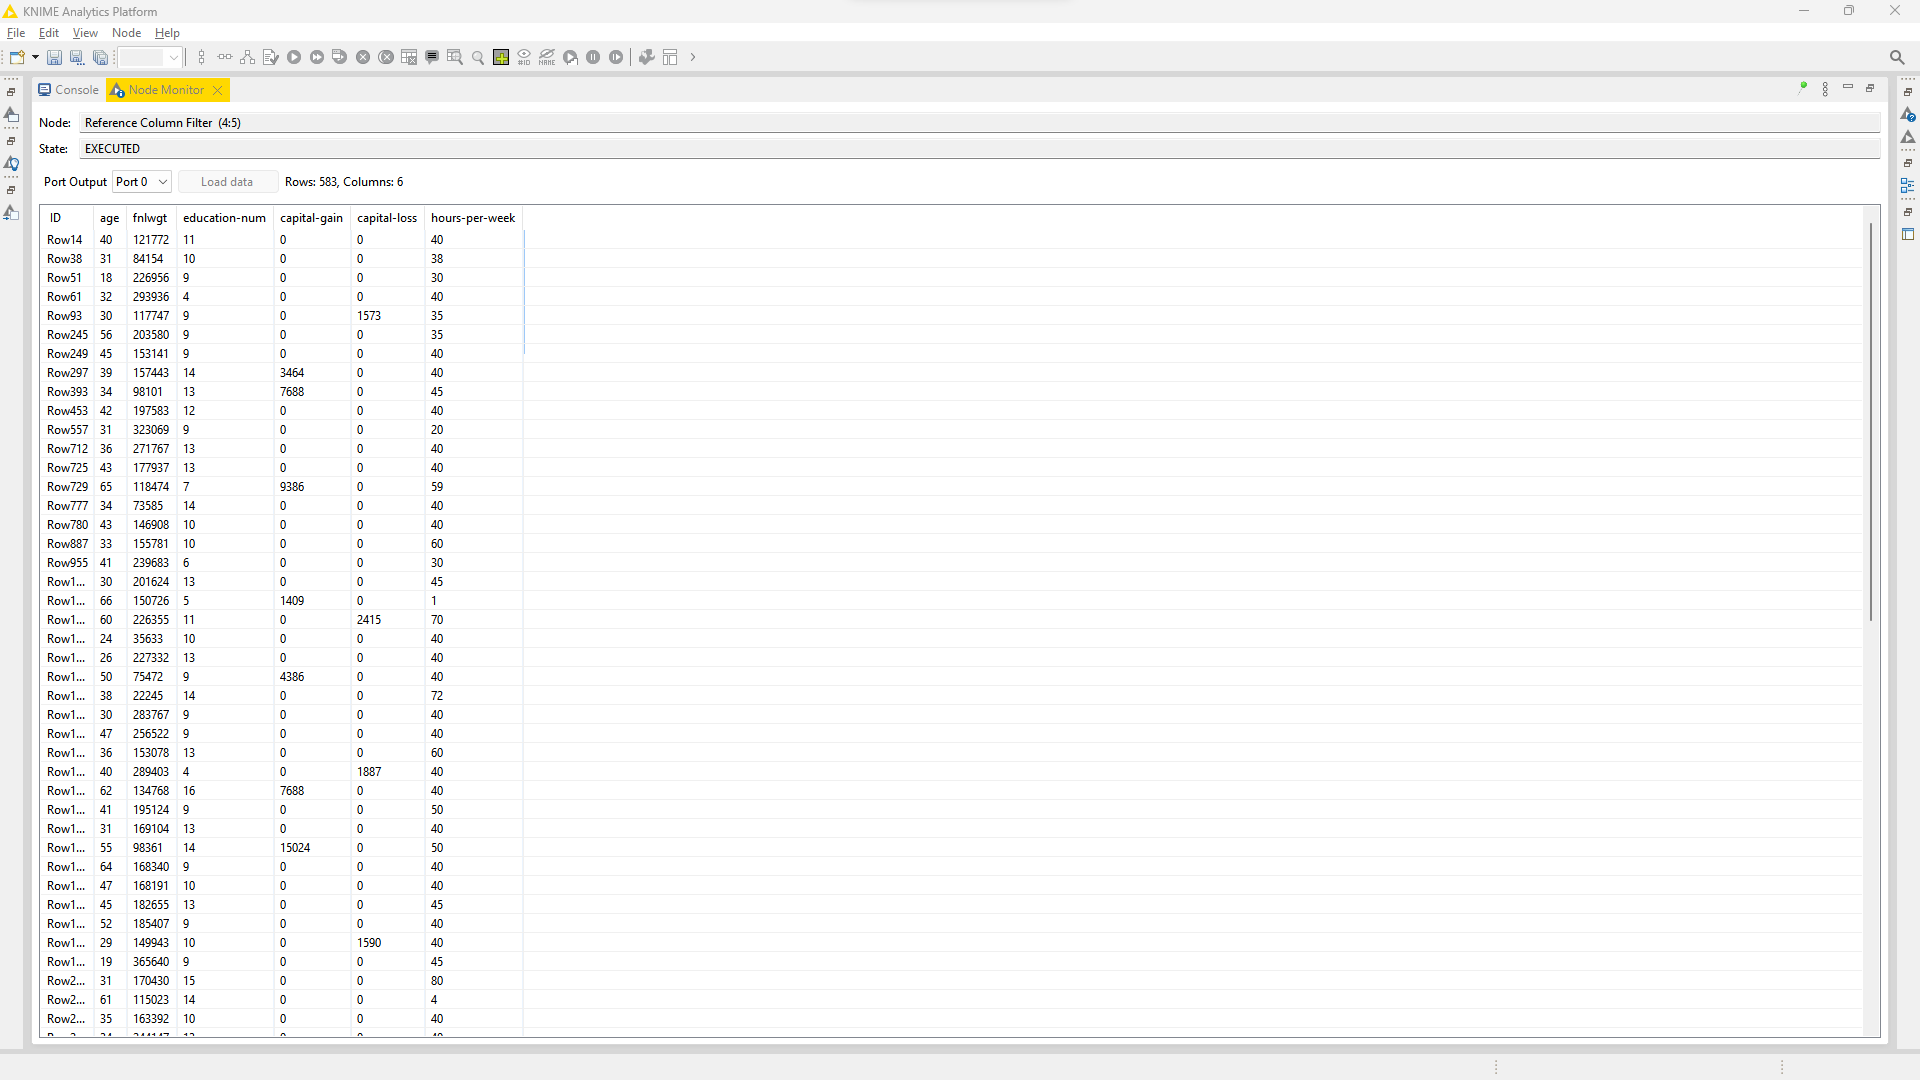 KNIME Analytics Platform
File Edit View Node Help
#ID NAME
Console Node Monitor
Node: Reference Column Filter (4:5)
State: EXECUTED
Port Output Port 0 Load data Rows: 583, Columns: 6
ID age fnlwgt education-num capital-gain capital-loss hours-per-week
Row14 40 121772 11 0 0 40
Row38 31 84154 10 0 0 38
Row51 18 226956 9 0 0 30
Row61 32 293936 4 0 0 40
Row93 30 117747 9 0 1573 35
Row245 56 203580 9 0 0 35
Row249 45 153141 9 0 0 40
Row297 39 157443 14 3464 0 40
Row393 34 98101 13 7688 0 45
Row453 42 197583 12 0 0 40
Row557 31 323069 9 0 0 20
Row712 36 271767 13 0 0 40
Row725 43 177937 13 0 0 40
Row729 65 118474 7 9386 0 59
Row777 34 73585 14 0 0 40
Row780 43 146908 10 0 0 40
Row887 33 155781 10 0 0 60
Row955 41 239683 6 0 0 30
Row1... 30 201624 13 0 0 45
Row1... 66 150726 5 1409 0 1
Row1... 60 226355 11 0 2415 70
Row1... 24 35633 10 0 0 40
Row1... 26 227332 13 0 0 40
Row1... 50 75472 9 4386 0 40
Row1... 38 22245 14 0 0 72
Row1... 30 283767 9 0 0 40
Row1... 47 256522 9 0 0 40
Row1... 36 153078 13 0 0 60
Row1... 40 289403 4 0 1887 40
Row1... 62 134768 16 7688 0 40
Row1... 41 195124 9 0 0 50
Row1... 31 169104 13 0 0 40
Row1... 55 98361 14 15024 0 50
Row1... 64 168340 9 0 0 40
Row1... 47 168191 10 0 0 40
Row1... 45 182655 13 0 0 45
Row1... 52 185407 9 0 0 40
Row1... 29 149943 10 0 1590 40
Row1... 19 365640 9 0 0 45
Row2... 31 170430 15 0 0 80
Row2... 61 115023 14 0 0 4
Row2... 35 163392 10 0 0 40